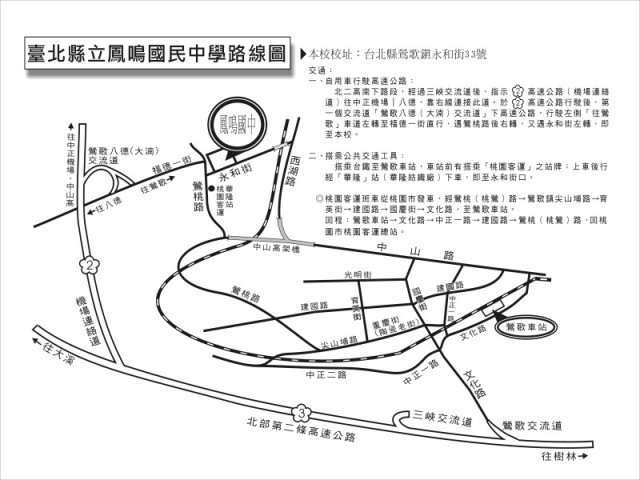 臺北縣立鳳鳴國民中學路線圖
▶本校校址：台北縣鶯歌鎮永和街33號
交通：
一、自用車行駛高速公路：
北二高南下路段，經過三峽交流道後，指示②高速公路（機場連絡
道）往中正機場｜八德，靠右線連接此道，於②高速公路行駛後，第
一個交流道「鶯歌八德（大湳）交流道」下高速公路，行駛左側「往鶯
歌」車道左轉至福德一街直行，遇鶯桃路後右轉，又遇永和街左轉，即
至本校。
二、搭乘公共交通工具：
搭乘台鐵至鶯歌車站，車站前有搭乘「桃園客運」之站牌；上車後行
經「華隆」站（華隆紡織廠）下車，即至永和街口。
◎桃園客運班車從桃園市發車，經鶯桃（桃鶯）路→鶯歌鎮尖山埔路→育
英街→建國路→國慶街→文化路，至鶯歌車站。
回程：鶯歌車站→文化路→中正一路→建國路→鶯桃（桃鶯）路，回桃
園市桃園客運總站。
鳳鳴國中
往中正機場，中山高
鶯歌八德(大湳)
交流道
福德一街
往鶯歌
往八德
永和街
西湖路
鶯桃路
華隆站
桃園客運
中山高架橋
中山路
2
機場連絡道
光明街
鶯桃路
建國路
育英街
建國路
國慶街
中正一路
重慶街
(陶瓷老街)
尖山埔路
文化路
鶯歌車站
中正二路
中正一路
文化路
往大溪
3
北部第二條高速公路
三峽交流道
鶯歌交流道
往樹林